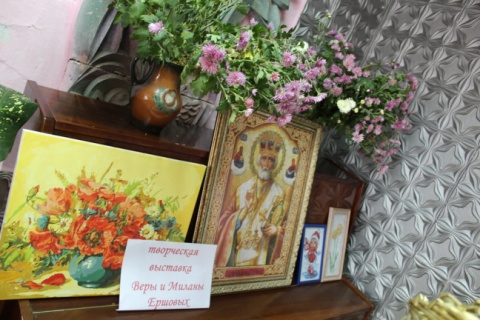 творческая
выставка
Веры и Миланы
Ершовых